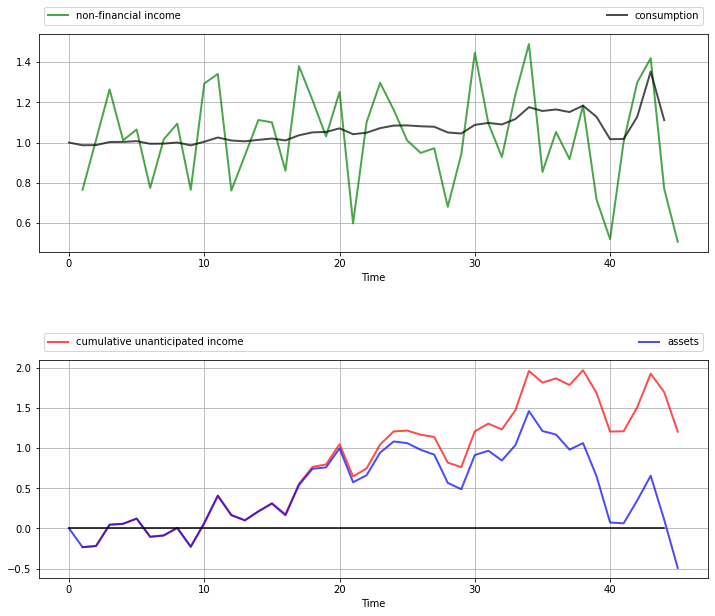 non-financial income consumption
1.4
1.2
1.0
0.8
0.6
0 10 20 30 40
Time
cumulative unanticipated income assets
2.0
1.5
1.0
0.5
0.0
−0.5
0 10 20 30 40
Time